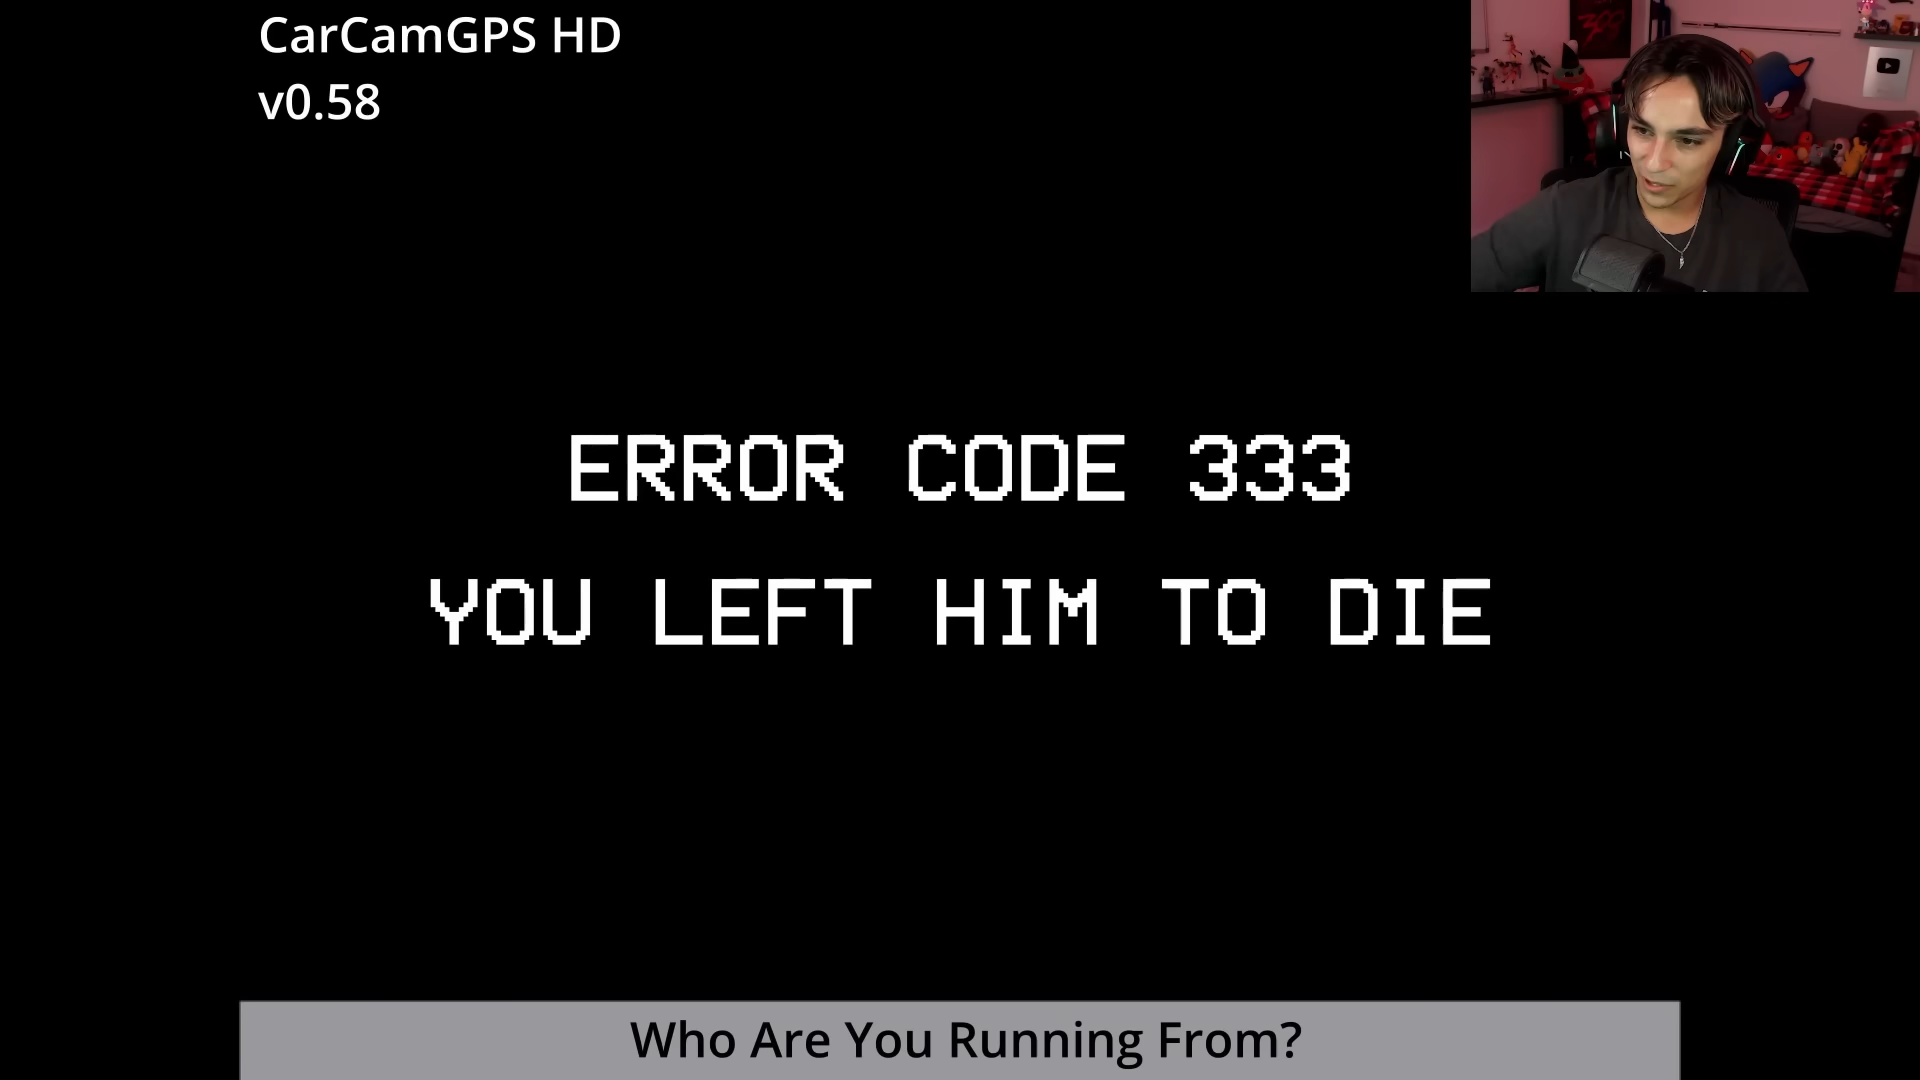 CarCamGPS HD
v0.58
ERROR CODE 333
YOU LEFT HIM TO DIE
Who Are You Running From?